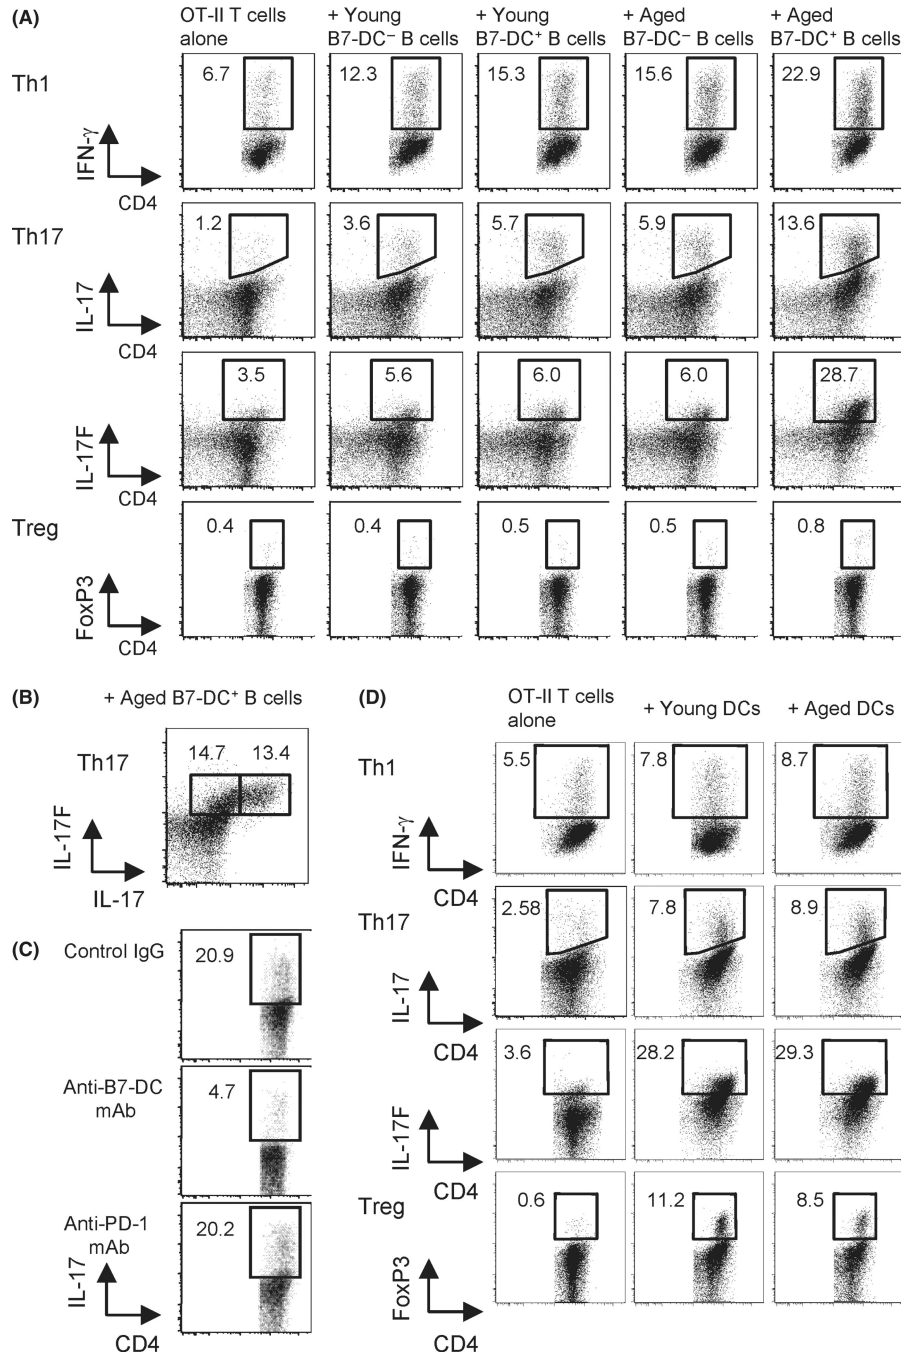 (A)
OT-II T cells
alone
+ Young
B7-DC⁻ B cells
+ Young
B7-DC⁺ B cells
+ Aged
B7-DC⁻ B cells
+ Aged
B7-DC⁺ B cells
Th1
6.7
12.3
15.3
15.6
22.9
IFN-γ
CD4
Th17
1.2
3.6
5.7
5.9
13.6
IL-17
CD4
3.5
5.6
6.0
6.0
28.7
IL-17F
CD4
Treg
0.4
0.4
0.5
0.5
0.8
FoxP3
CD4
(B)
+ Aged B7-DC⁺ B cells
Th17
14.7
13.4
IL-17F
IL-17
(C)
Control IgG
20.9
Anti-B7-DC
mAb
4.7
Anti-PD-1
mAb
20.2
IL-17
CD4
(D)
OT-II T cells
alone
+ Young DCs
+ Aged DCs
Th1
5.5
7.8
8.7
IFN-γ
CD4
Th17
2.58
7.8
8.9
IL-17
CD4
3.6
28.2
29.3
IL-17F
CD4
Treg
0.6
11.2
8.5
FoxP3
CD4